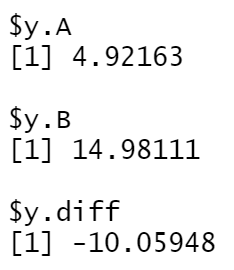 $y.A
[1] 4.92163
$y.B
[1] 14.98111
$y.diff
[1] -10.05948